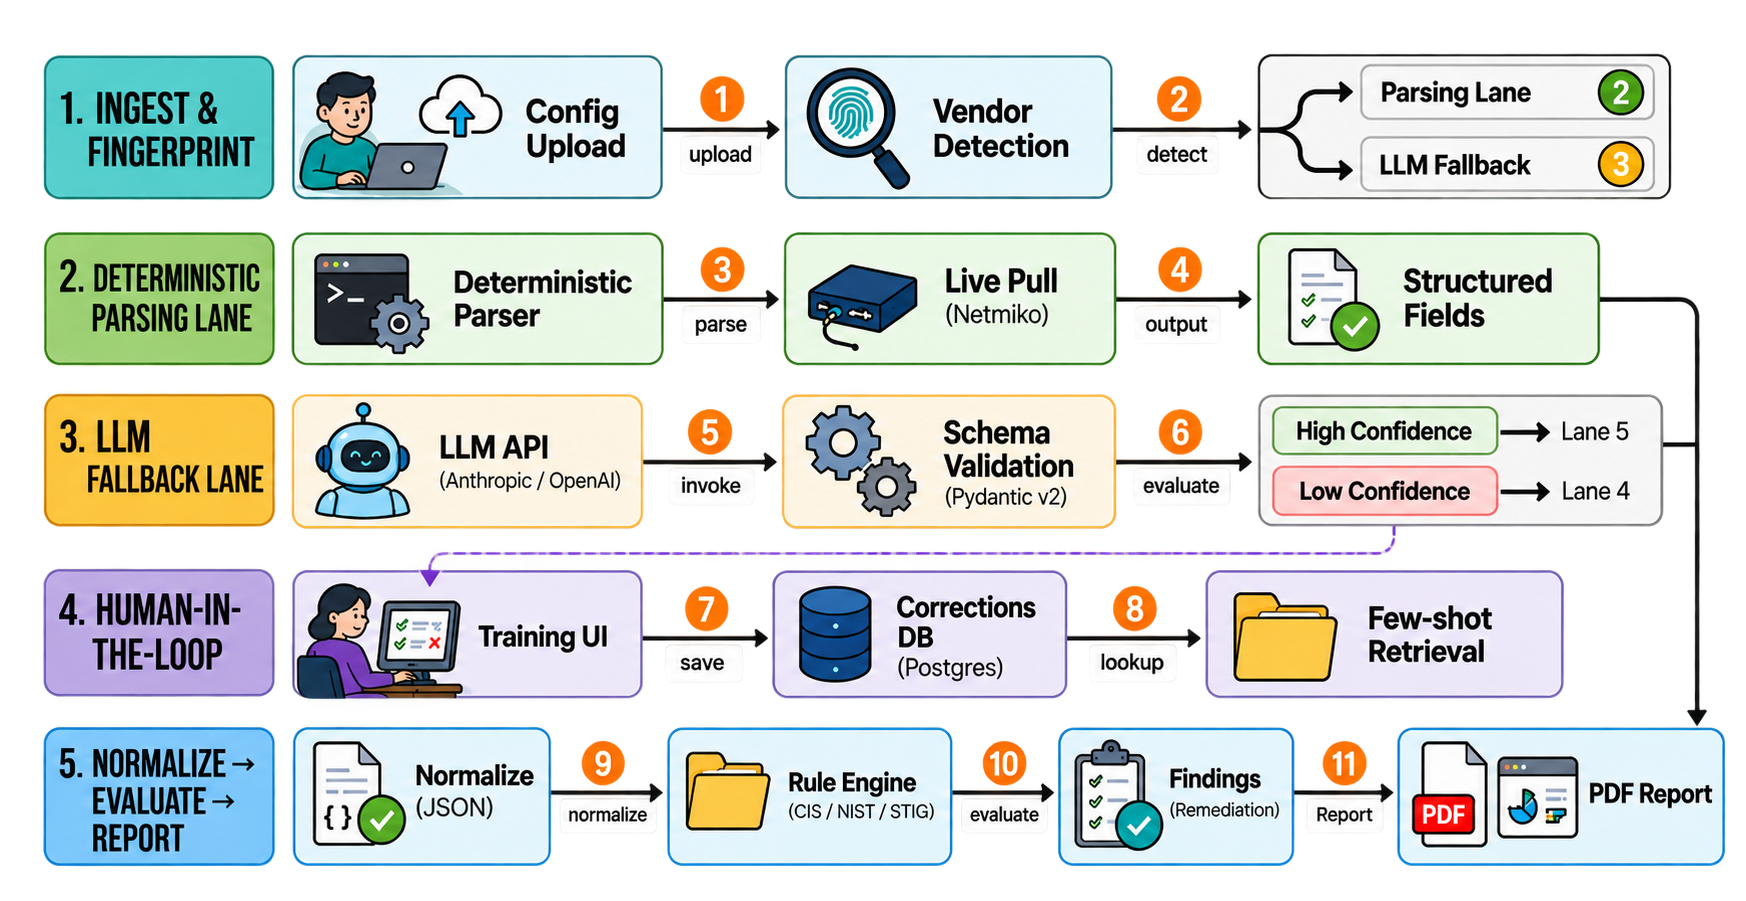 1. INGEST &
FINGERPRINT
Config
Upload
1
upload
Vendor
Detection
2
detect
Parsing Lane
2
LLM Fallback
3
2. DETERMINISTIC
PARSING LANE
>_
Deterministic
Parser
3
parse
Live Pull
(Netmiko)
4
output
Structured
Fields
3. LLM
FALLBACK LANE
LLM API
(Anthropic / OpenAI)
5
invoke
Schema
Validation
(Pydantic v2)
6
evaluate
High Confidence
Lane 5
Low Confidence
Lane 4
4. HUMAN-IN-
THE-LOOP
Training UI
7
save
Corrections
DB
(Postgres)
8
lookup
Few-shot
Retrieval
5. NORMALIZE →
EVALUATE →
REPORT
{}
Normalize
(JSON)
9
normalize
Rule Engine
(CIS / NIST / STIG)
10
evaluate
Findings
(Remediation)
11
Report
PDF
PDF Report